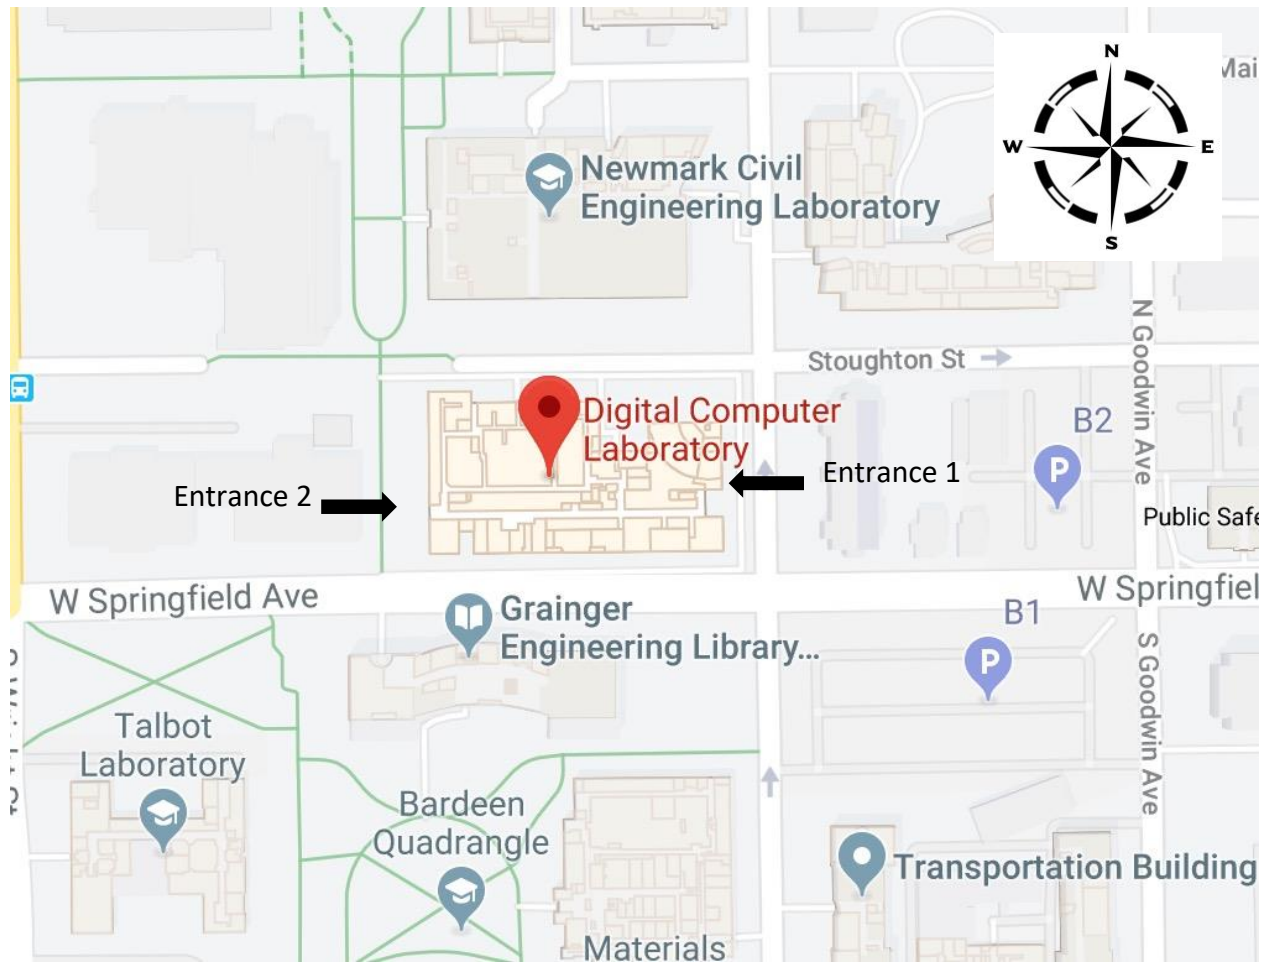 N
Mai
W
E
S
Newmark Civil
Engineering Laboratory
N Goodwin Ave
Stoughton St
Digital Computer
Laboratory
B2
P
Entrance 1
Entrance 2
Public Safe
W Springfield Ave
W Springfiel
Grainger
Engineering Library...
B1
P
S Goodwin Ave
Talbot
Laboratory
Bardeen
Quadrangle
Transportation Building
Materials